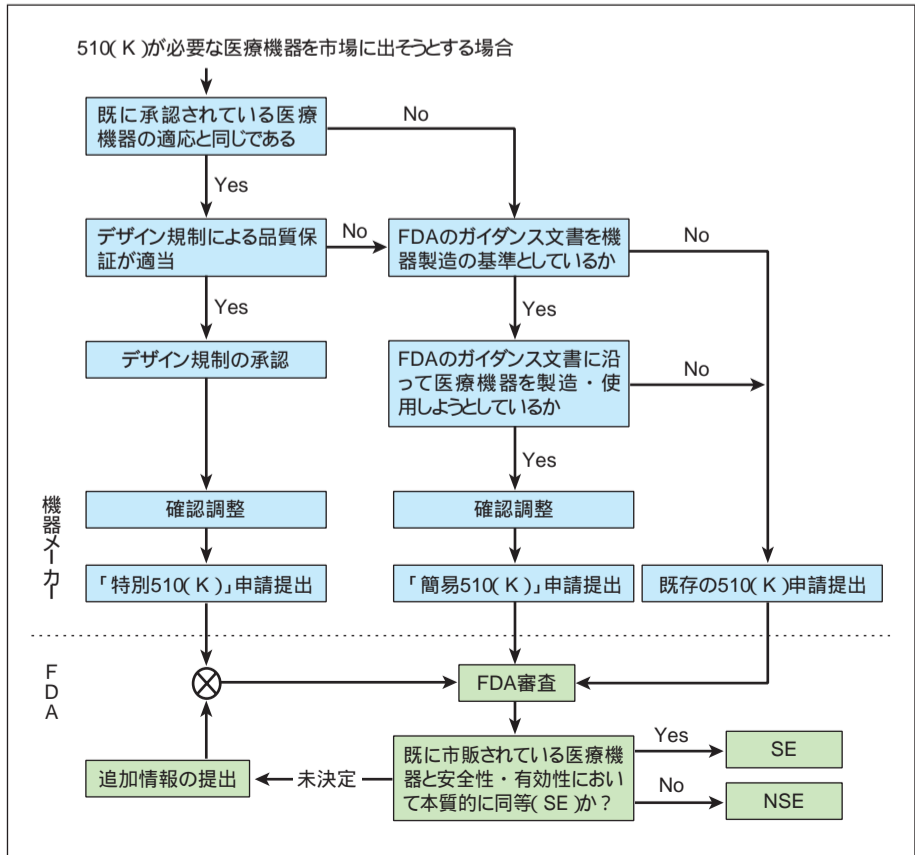 510(K)が必要な医療機器を市場に出そうとする場合
既に承認されている医療
機器の適応と同じである
No
Yes
デザイン規制による品質保
証が適当
No
FDAのガイダンス文書を機
器製造の基準としているか
No
Yes
Yes
デザイン規制の承認
FDAのガイダンス文書に沿
って医療機器を製造・使
用しようとしているか
No
Yes
機器メーカー
確認調整
確認調整
「特別510(K)」申請提出
「簡易510(K)」申請提出
既存の510(K)申請提出
FDA
FDA審査
既に市販されている医療機
器と安全性・有効性におい
て本質的に同等(SE)か?
Yes
SE
No
NSE
未決定
追加情報の提出